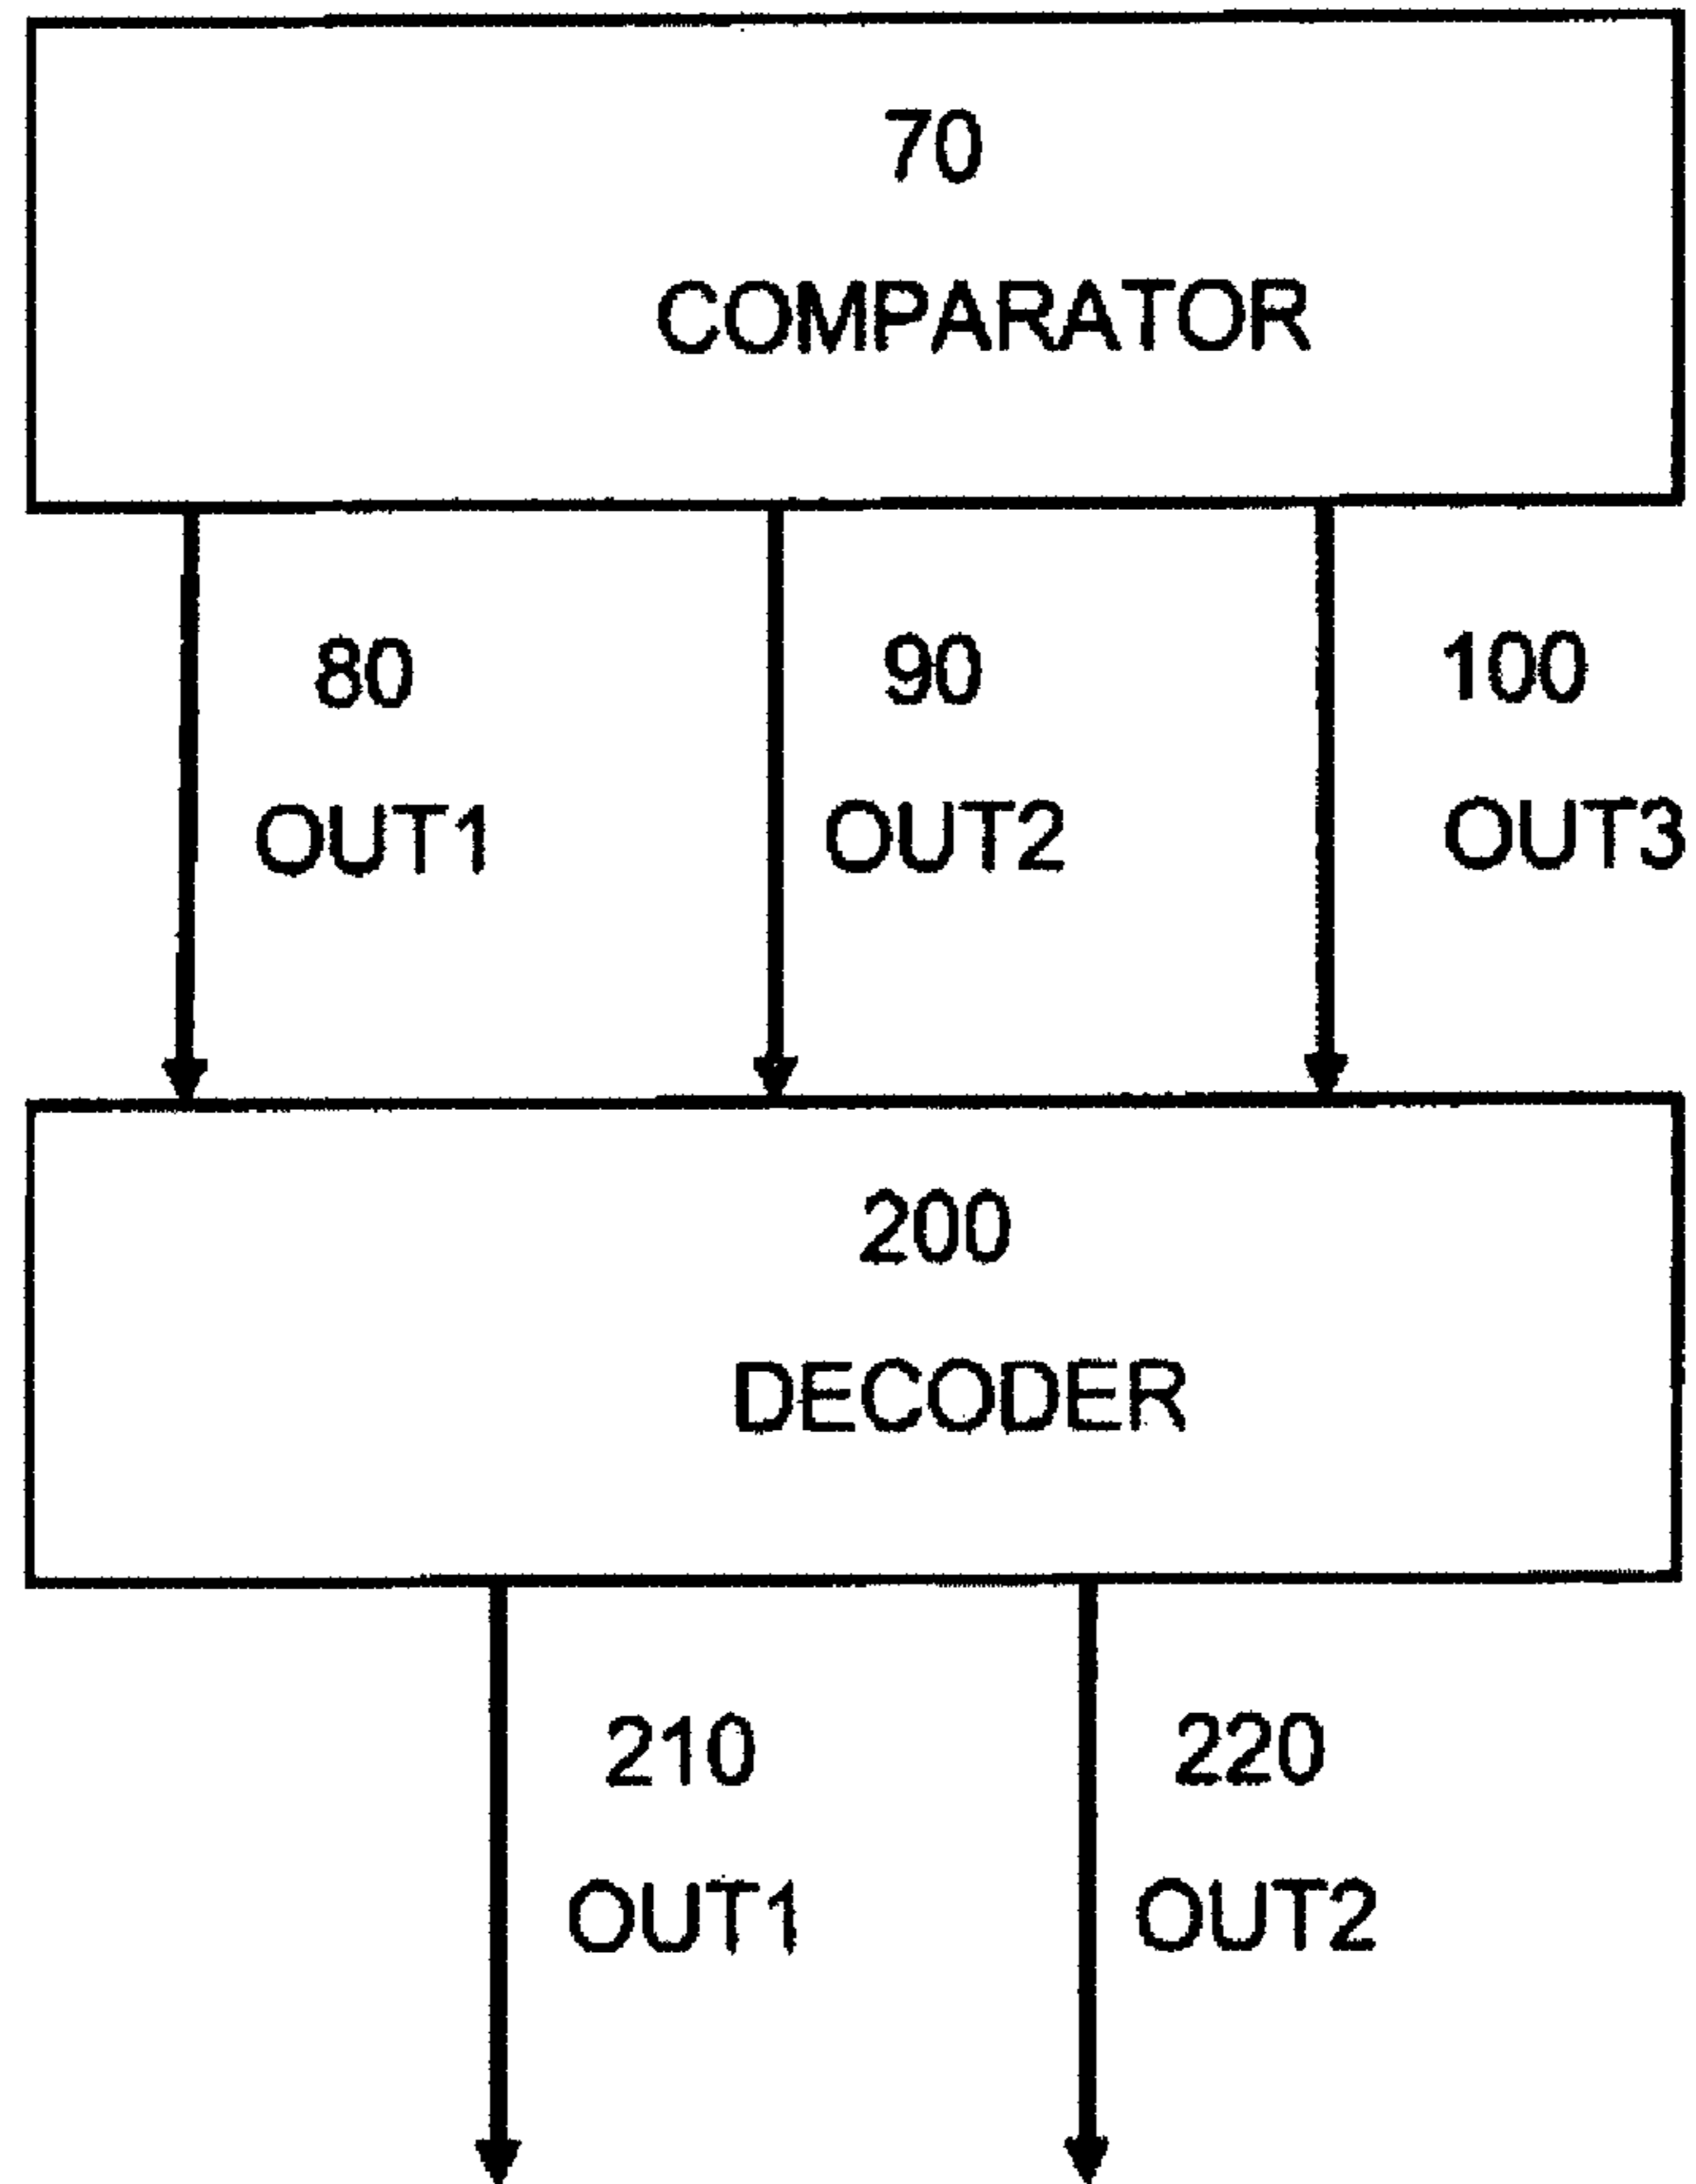 70
COMPARATOR
80 90 100
OUT1 OUT2 OUT3
200
DECODER
210 220
OUT1 OUT2